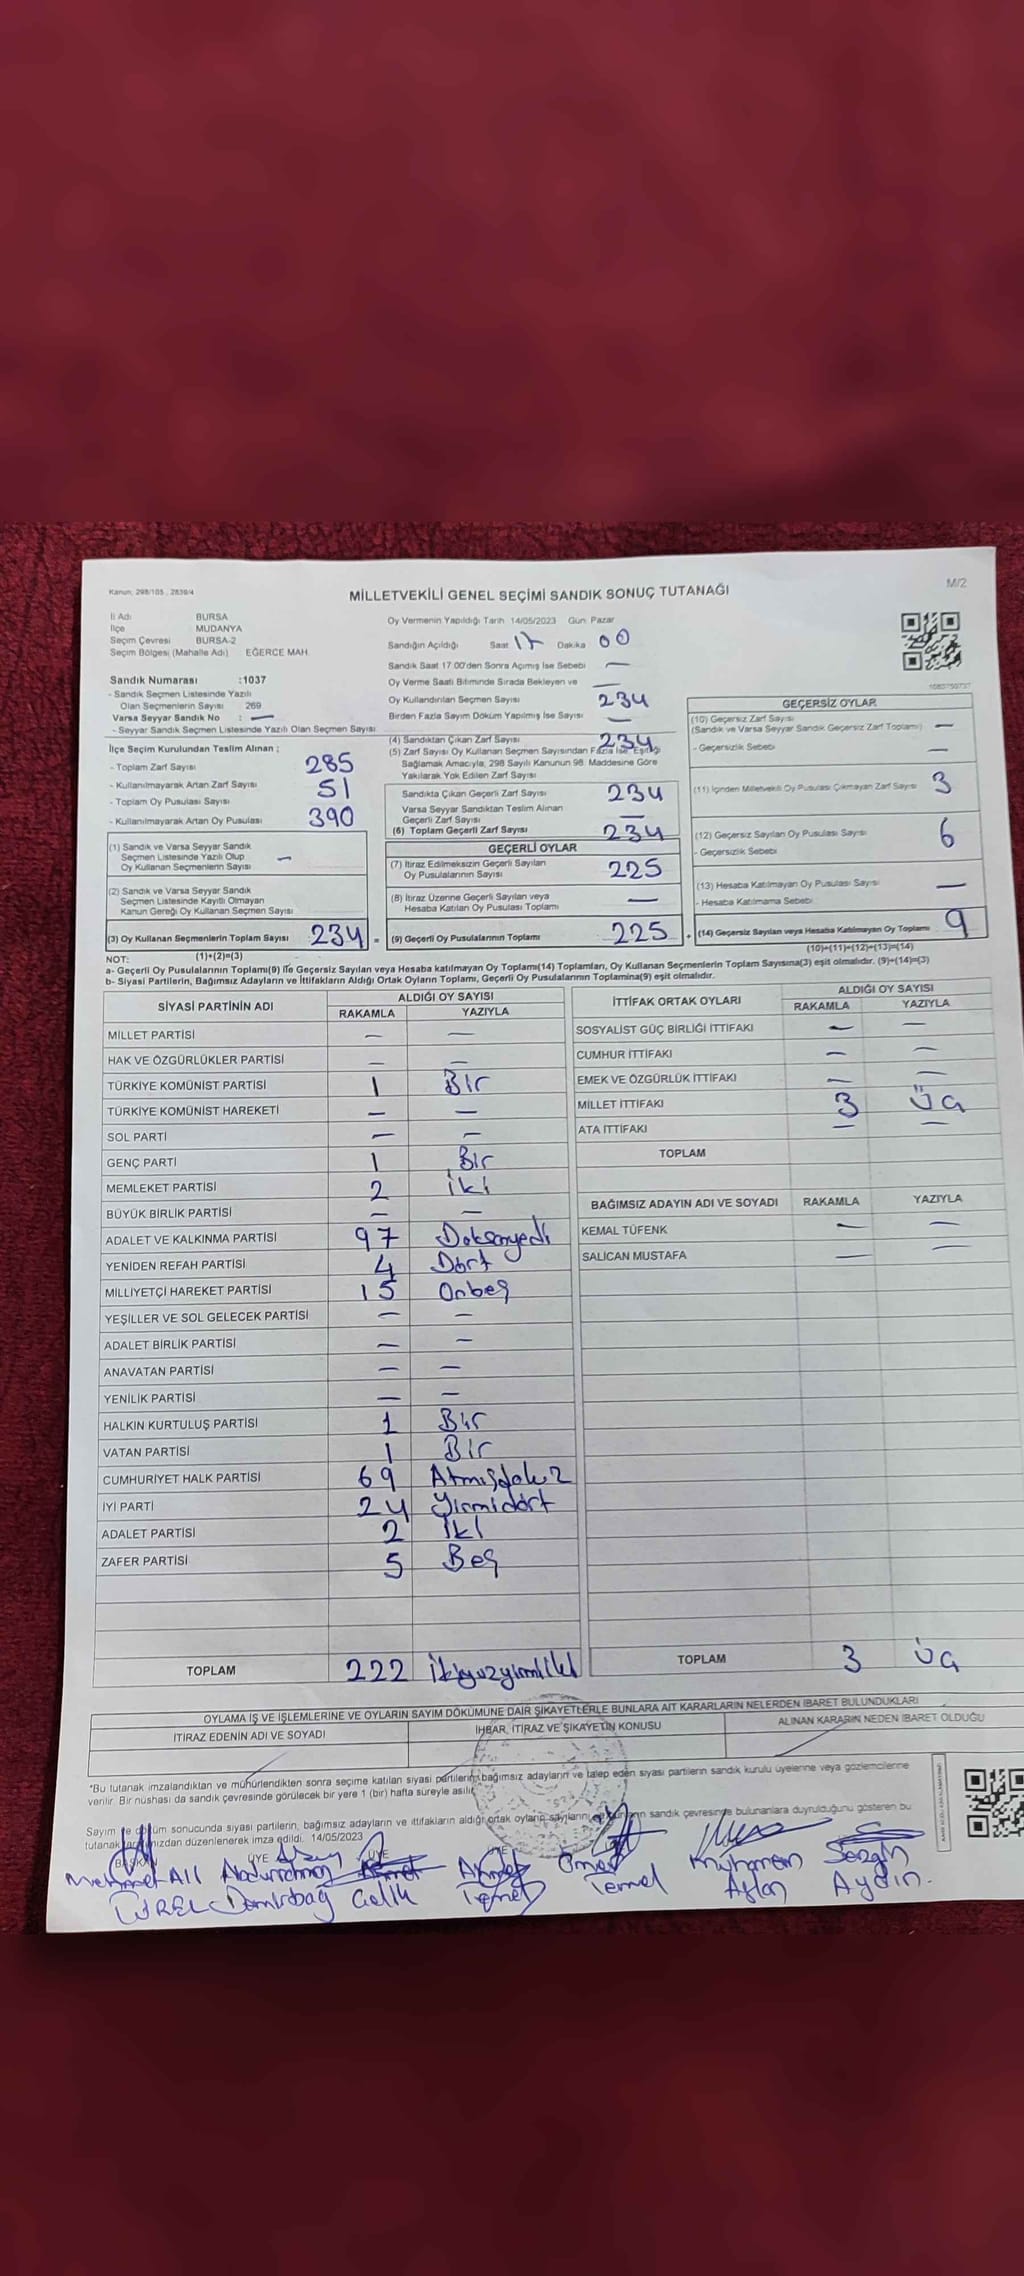 Kanun; 298/105 , 2839/4
MİLLETVEKİLİ GENEL SEÇİMİ SANDIK SONUÇ TUTANAĞI
M/2
İl Adı BURSA
İlçe MUDANYA
Seçim Çevresi BURSA-2
Seçim Bölgesi (Mahalle Adı) : EĞERCE MAH.
Sandık Numarası :1037
- Sandık Seçmen Listesinde Yazılı
Olan Seçmenlerin Sayısı 269
Varsa Seyyar Sandık No : —
- Seyyar Sandık Seçmen Listesinde Yazılı Olan Seçmen Sayısı
İlçe Seçim Kurulundan Teslim Alınan ;
- Toplam Zarf Sayısı 285
- Kullanılmayarak Artan Zarf Sayısı 51
- Toplam Oy Pusulası Sayısı 390
- Kullanılmayarak Artan Oy Pusulası
(1) Sandık ve Varsa Seyyar Sandık
Seçmen Listesinde Yazılı Olup
Oy Kullanan Seçmenlerin Sayısı —
(2) Sandık ve Varsa Seyyar Sandık
Seçmen Listesinde Kayıtlı Olmayan
Kanun Gereği Oy Kullanan Seçmen Sayısı
(3) Oy Kullanan Seçmenlerin Toplam Sayısı 234 =
(1)+(2)=(3)
Oy Vermenin Yapıldığı Tarih 14/05/2023 Gün: Pazar
Sandığın Açıldığı Saat 17 Dakika 00
Sandık Saat 17.00'den Sonra Açımış İse Sebebi —
Oy Verme Saati Bitiminde Sırada Bekleyen ve —
Oy Kullandırılan Seçmen Sayısı 234
Birden Fazla Sayım Döküm Yapılmış İse Sayısı —
(4) Sandıktan Çıkan Zarf Sayısı 234
(5) Zarf Sayısı Oy Kullanan Seçmen Sayısından Fazla İse Eşitliği
Sağlamak Amacıyla, 298 Sayılı Kanunun 98. Maddesine Göre
Yakılarak Yok Edilen Zarf Sayısı
Sandıkta Çıkan Geçerli Zarf Sayısı 234
Varsa Seyyar Sandıktan Teslim Alınan
Geçerli Zarf Sayısı —
(6) Toplam Geçerli Zarf Sayısı 234
GEÇERLİ OYLAR
(7) İtiraz Edilmeksizin Geçerli Sayılan
Oy Pusulalarının Sayısı 225
(8) İtiraz Üzerine Geçerli Sayılan veya
Hesaba Katılan Oy Pusulası Toplamı —
(9) Geçerli Oy Pusulalarının Toplamı 225 +
GEÇERSİZ OYLAR
(10) Geçersiz Zarf Sayısı
(Sandık ve Varsa Seyyar Sandık Geçersiz Zarf Toplamı) —
- Geçersizlik Sebebi —
(11) İçinden Milletvekili Oy Pusulası Çıkmayan Zarf Sayısı 3
(12) Geçersiz Sayılan Oy Pusulası Sayısı 6
- Geçersizlik Sebebi
(13) Hesaba Katılmayan Oy Pusulası Sayısı —
- Hesaba Katılmama Sebebi
(14) Geçersiz Sayılan veya Hesaba Katılmayan Oy Toplamı 9
(10)+(11)+(12)+(13)=(14)
NOT:
a- Geçerli Oy Pusulalarının Toplamı(9) ile Geçersiz Sayılan veya Hesaba katılmayan Oy Toplamı(14) Toplamları, Oy Kullanan Seçmenlerin Toplam Sayısına(3) eşit olmalıdır. (9)+(14)=(3)
b- Siyasi Partilerin, Bağımsız Adayların ve İttifakların Aldığı Oyların Toplamı, Geçerli Oy Pusulalarının Toplamına(9) eşit olmalıdır.
SİYASİ PARTİNİN ADI ALDIĞI OY SAYISI
RAKAMLA YAZIYLA
MİLLET PARTİSİ — —
HAK VE ÖZGÜRLÜKLER PARTİSİ — —
TÜRKİYE KOMÜNİST PARTİSİ 1 Bir
TÜRKİYE KOMÜNİST HAREKETİ — —
SOL PARTİ — —
GENÇ PARTİ 1 Bir
MEMLEKET PARTİSİ 2 iki
BÜYÜK BİRLİK PARTİSİ — —
ADALET VE KALKINMA PARTİSİ 97 Doksanyedi
YENİDEN REFAH PARTİSİ 4 Dört
MİLLİYETÇİ HAREKET PARTİSİ 15 Onbeş
YEŞİLLER VE SOL GELECEK PARTİSİ — —
ADALET BİRLİK PARTİSİ — —
ANAVATAN PARTİSİ — —
YENİLİK PARTİSİ — —
HALKIN KURTULUŞ PARTİSİ 1 Bir
VATAN PARTİSİ 1 Bir
CUMHURİYET HALK PARTİSİ 69 Atmışdokuz
İYİ PARTİ 24 Yirmidört
ADALET PARTİSİ 2 İki
ZAFER PARTİSİ 5 Beş
TOPLAM 222 ikiyüzyirmiiki
İTTİFAK ORTAK OYLARI ALDIĞI OY SAYISI
RAKAMLA YAZIYLA
SOSYALİST GÜÇ BİRLİĞİ İTTİFAKI — —
CUMHUR İTTİFAKI — —
EMEK VE ÖZGÜRLÜK İTTİFAKI — —
MİLLET İTTİFAKI 3 Üç
ATA İTTİFAKI — —
TOPLAM
BAĞIMSIZ ADAYIN ADI VE SOYADI RAKAMLA YAZIYLA
KEMAL TÜFENK — —
SALİCAN MUSTAFA — —
TOPLAM 3 Üç
OYLAMA İŞ VE İŞLEMLERİNE VE OYLARIN SAYIM DÖKÜMÜNE DAİR ŞİKAYETLERLE BUNLARA AİT KARARLARIN NELERDEN İBARET BULUNDUKLARI
İTİRAZ EDENİN ADI VE SOYADI İHBAR, İTİRAZ VE ŞİKAYETİN KONUSU ALINAN KARARIN NEDEN İBARET OLDUĞU
"Bu tutanak imzalandıktan ve mühürlendikten sonra seçime katılan siyasi partilerin, bağımsız adayların ve talep eden siyasi partilerin sandık kurulu üyelerine veya gözlemcilerine
verilir. Bir nüshası da sandık çevresinde görülecek bir yere 1 (bir) hafta süreyle asılır.
Sayım ve döküm sonucunda siyasi partilerin, bağımsız adayların ve ittifakların aldığı ortak oyların sayıları sandık çevresinde bulunanlara duyurulduğunu gösteren bu
tutanak tarafımızdan düzenlenerek imza edildi. 14/05/2023
BAŞKAN ÜYE ÜYE ÜYE
Mehmet Ali Abdurrahman Ahmet Ahmet Ömer Muharrem Sezgin
ÜREL Demirbağ Çelik Temel Temel Aslan Aydın.